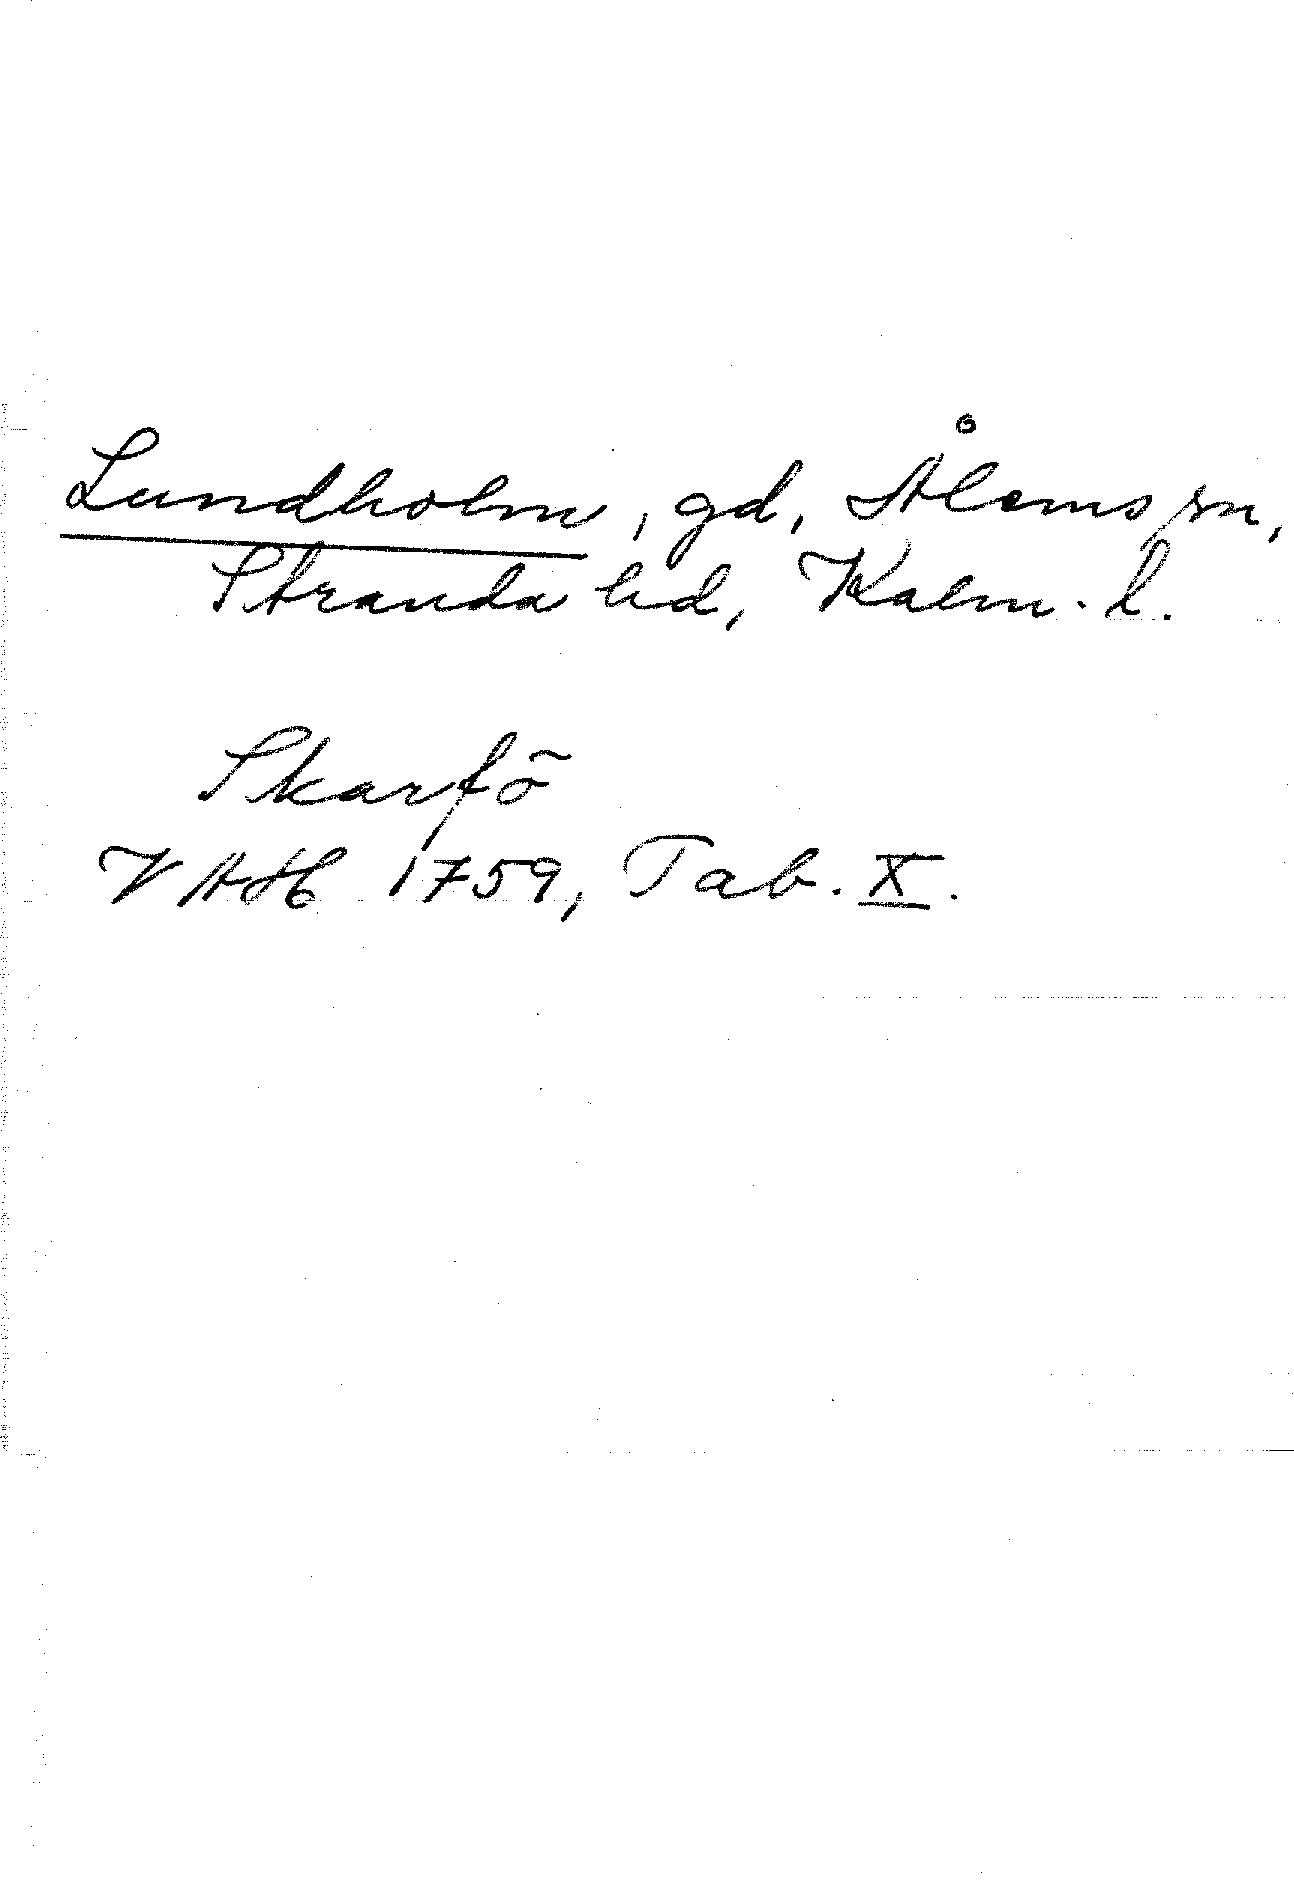 Lundholm, gd, Ålems sn,
Stranda hd, Kalm. l.
Skarfö
VAH 1759, Tab. X.